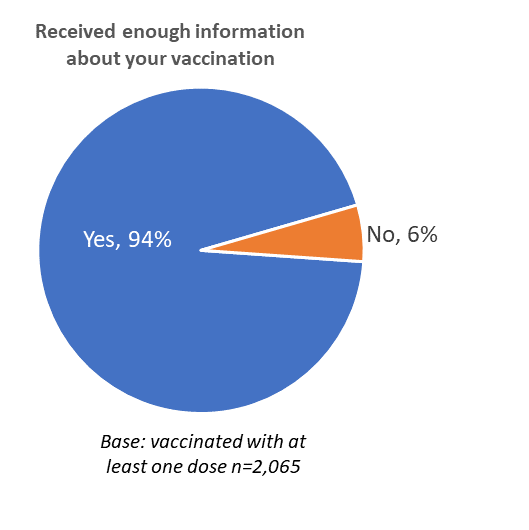 Received enough information
about your vaccination
Yes, 94%
No, 6%
Base: vaccinated with at
least one dose n=2,065